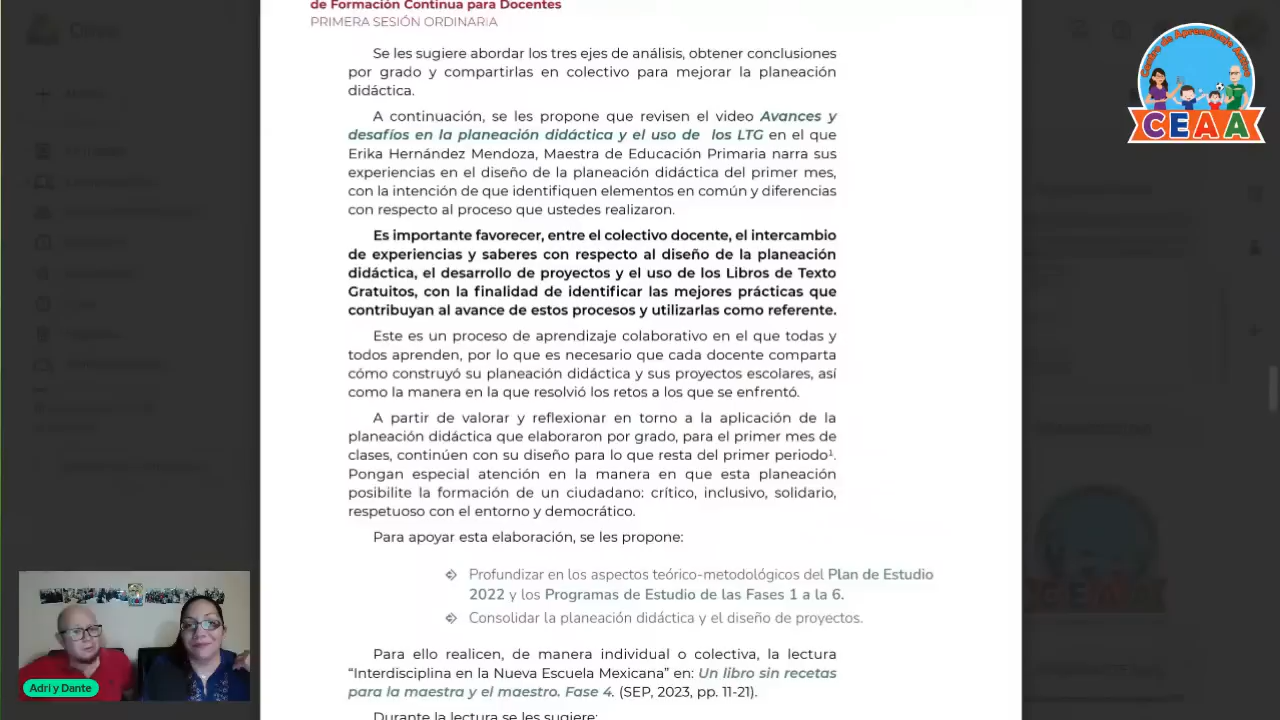 de Formación Continua para Docentes
PRIMERA SESIÓN ORDINARIA
Se les sugiere abordar los tres ejes de análisis, obtener conclusiones
por grado y compartirlas en colectivo para mejorar la planeación
didáctica.
A continuación, se les propone que revisen el video Avances y
desafíos en la planeación didáctica y el uso de los LTG en el que
Erika Hernández Mendoza, Maestra de Educación Primaria narra sus
experiencias en el diseño de la planeación didáctica del primer mes,
con la intención de que identifiquen elementos en común y diferencias
con respecto al proceso que ustedes realizaron.
Es importante favorecer, entre el colectivo docente, el intercambio
de experiencias y saberes con respecto al diseño de la planeación
didáctica, el desarrollo de proyectos y el uso de los Libros de Texto
Gratuitos, con la finalidad de identificar las mejores prácticas que
contribuyan al avance de estos procesos y utilizarlas como referente.
Este es un proceso de aprendizaje colaborativo en el que todas y
todos aprenden, por lo que es necesario que cada docente comparta
cómo construyó su planeación didáctica y sus proyectos escolares, así
como la manera en la que resolvió los retos a los que se enfrentó.
A partir de valorar y reflexionar en torno a la aplicación de la
planeación didáctica que elaboraron por grado, para el primer mes de
clases, continúen con su diseño para lo que resta del primer periodo¹.
Pongan especial atención en la manera en que esta planeación
posibilite la formación de un ciudadano: crítico, inclusivo, solidario,
respetuoso con el entorno y democrático.
Para apoyar esta elaboración, se les propone:
Profundizar en los aspectos teórico-metodológicos del Plan de Estudio
2022 y los Programas de Estudio de las Fases 1 a la 6.
Consolidar la planeación didáctica y el diseño de proyectos.
Para ello realicen, de manera individual o colectiva, la lectura
“Interdisciplina en la Nueva Escuela Mexicana” en: Un libro sin recetas
para la maestra y el maestro. Fase 4. (SEP, 2023, pp. 11-21).
Durante la lectura se les sugiere:
Centro de Aprendizaje Activo
CEAA
Adri y Dante